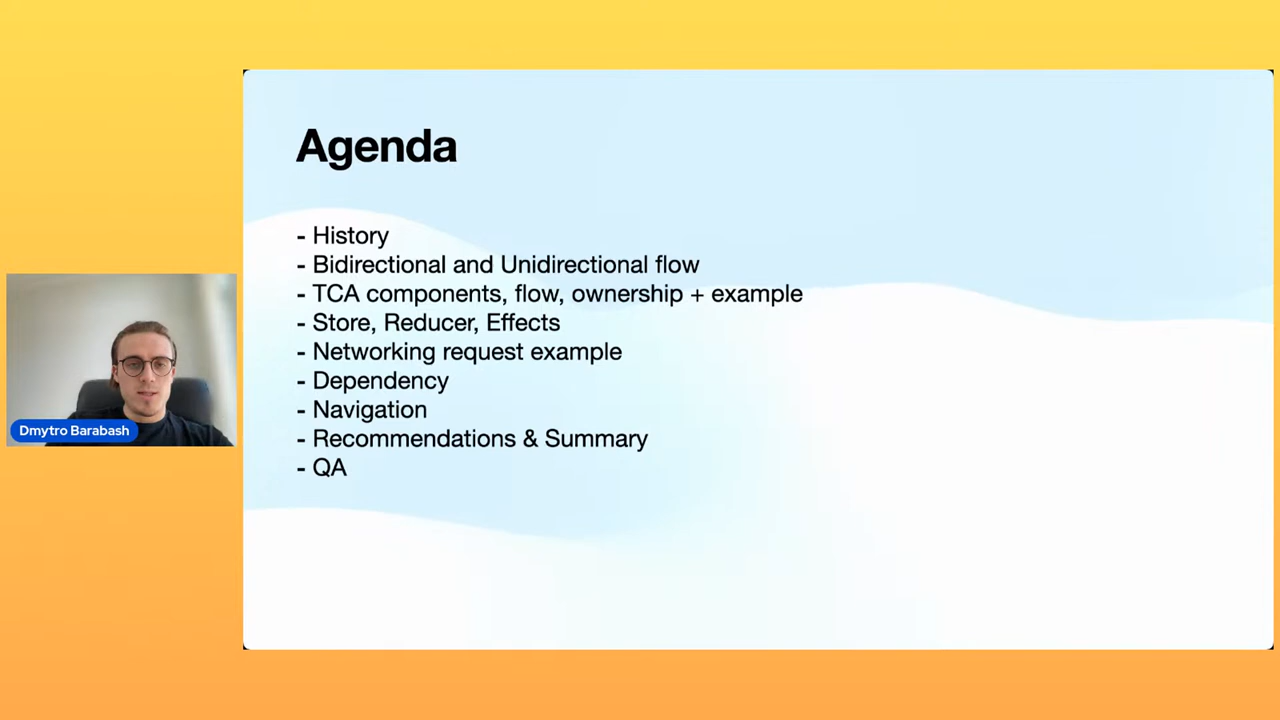 Agenda
- History
- Bidirectional and Unidirectional flow
- TCA components, flow, ownership + example
- Store, Reducer, Effects
- Networking request example
- Dependency
- Navigation
- Recommendations & Summary
- QA
Dmytro Barabash